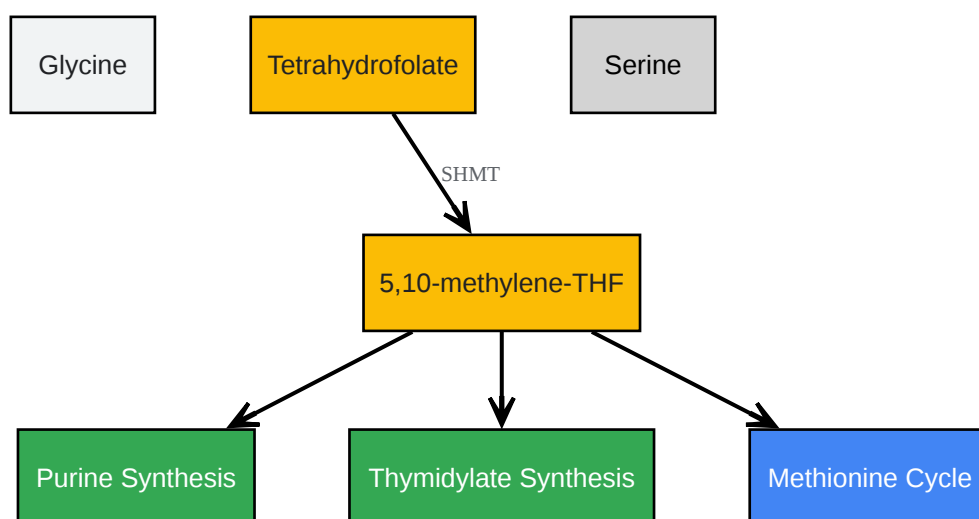 Glycine
Tetrahydrofolate
Serine
SHMT
5,10-methylene-THF
Purine Synthesis
Thymidylate Synthesis
Methionine Cycle